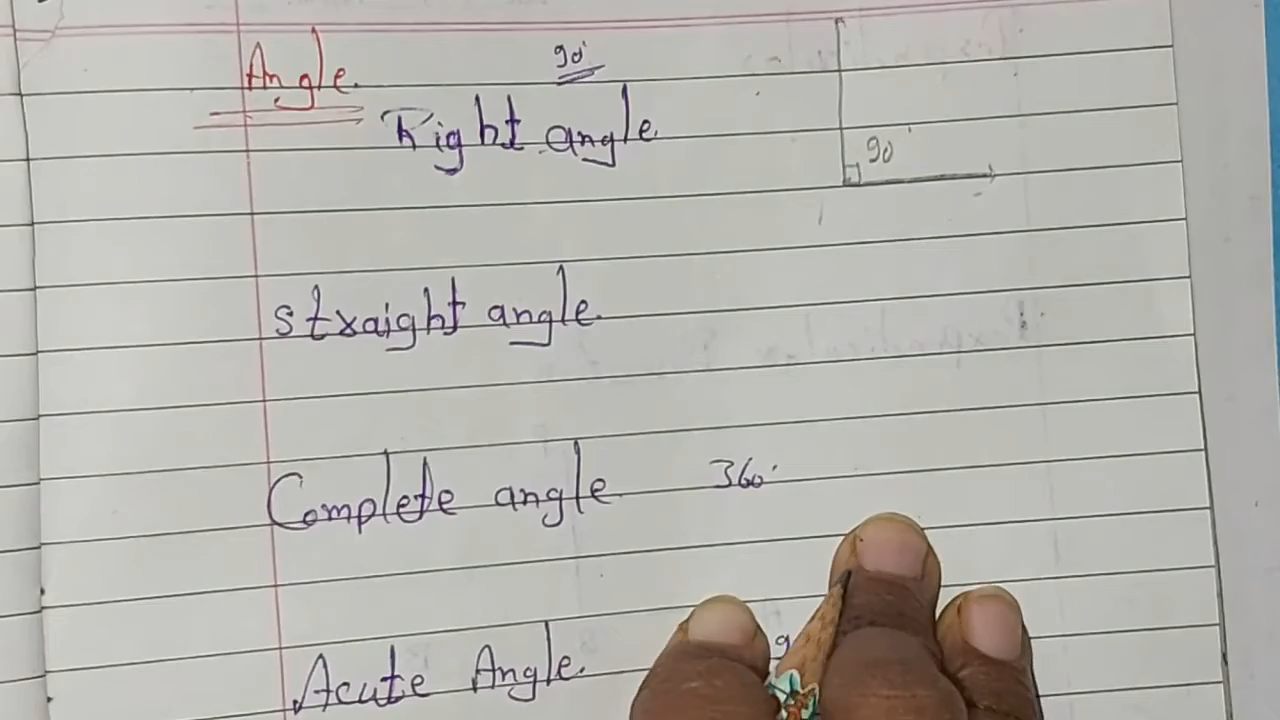 Angle
90°
Right angle.
90°
straight angle.
Complete angle 360°
Acute Angle.